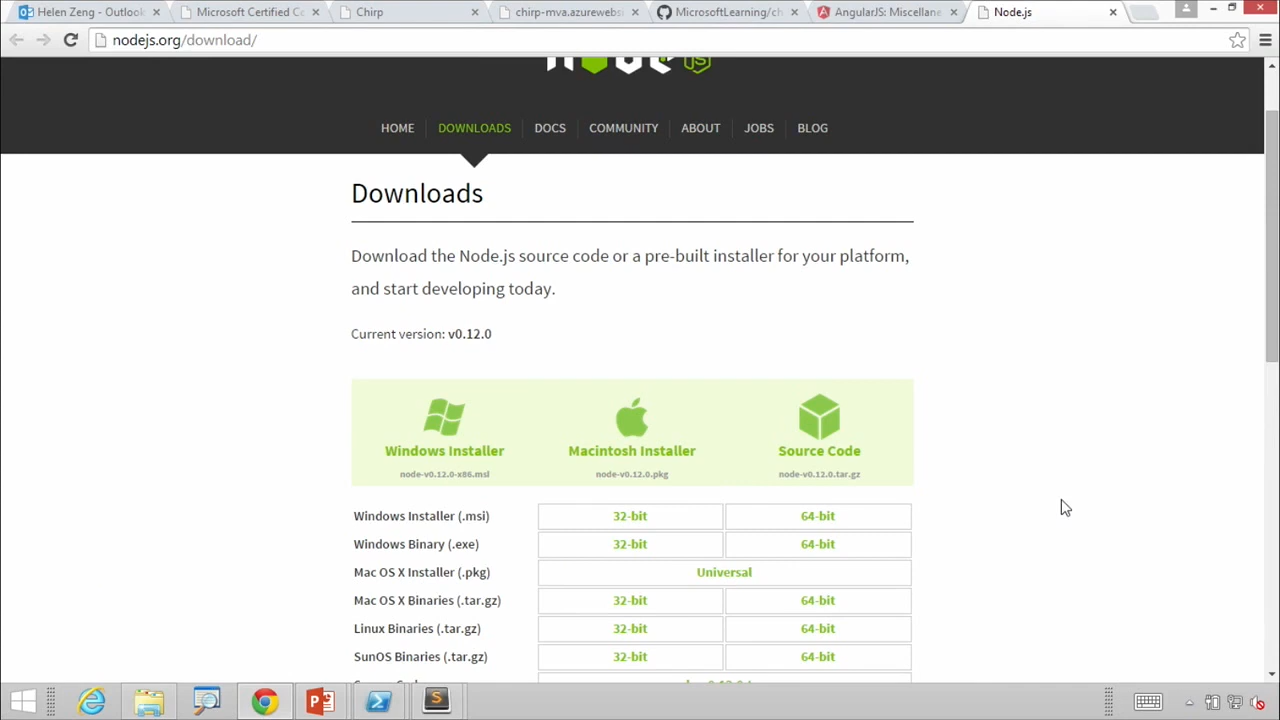 Helen Zeng - Outlook
Microsoft Certified Co
Chirp
chirp-mva.azurewebsi
MicrosoftLearning/ch
AngularJS: Miscellane
Node.js
nodejs.org/download/
HOME
DOWNLOADS
DOCS
COMMUNITY
ABOUT
JOBS
BLOG
Downloads
Download the Node.js source code or a pre-built installer for your platform,
and start developing today.
Current version: v0.12.0
Windows Installer
Macintosh Installer
Source Code
node-v0.12.0-x86.msi
node-v0.12.0.pkg
node-v0.12.0.tar.gz
Windows Installer (.msi) 32-bit 64-bit
Windows Binary (.exe) 32-bit 64-bit
Mac OS X Installer (.pkg) Universal
Mac OS X Binaries (.tar.gz) 32-bit 64-bit
Linux Binaries (.tar.gz) 32-bit 64-bit
SunOS Binaries (.tar.gz) 32-bit 64-bit